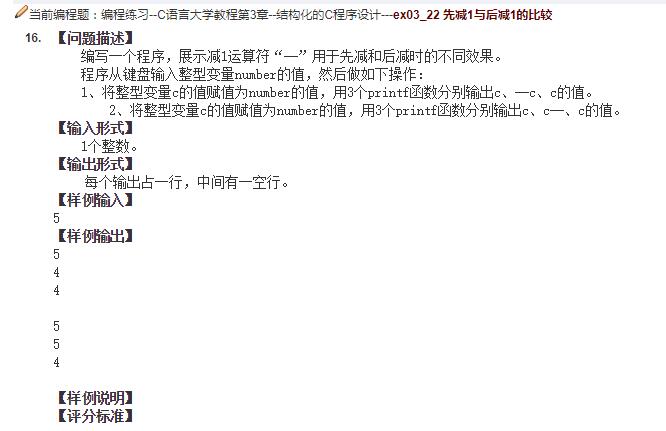 当前编程题：编程练习--C语言大学教程第3章--结构化的C程序设计---ex03_22 先减1与后减1的比较
16. 【问题描述】
编写一个程序，展示减1运算符“—”用于先减和后减时的不同效果。
程序从键盘输入整型变量number的值，然后做如下操作：
1、将整型变量c的值赋值为number的值，用3个printf函数分别输出c、—c、c的值。
2、将整型变量c的值赋值为number的值，用3个printf函数分别输出c、c—、c的值。
【输入形式】
1个整数。
【输出形式】
每个输出占一行，中间有一空行。
【样例输入】
5
【样例输出】
5
4
4
5
5
4
【样例说明】
【评分标准】